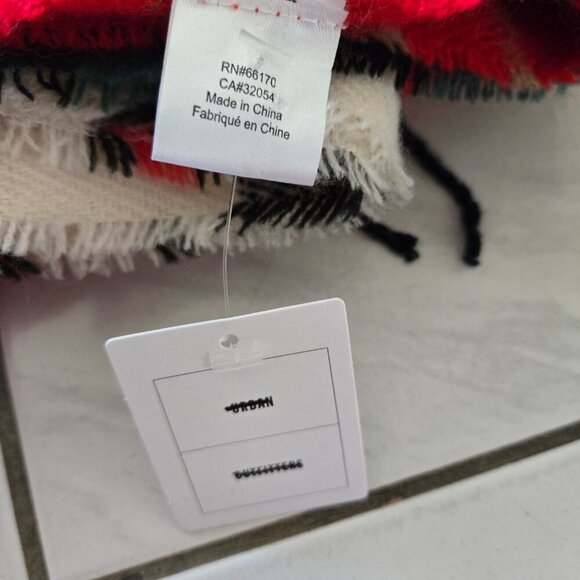 RN#66170
CA#32054
Made in China
Fabriqué en Chine
URBAN
OUTFITTERS